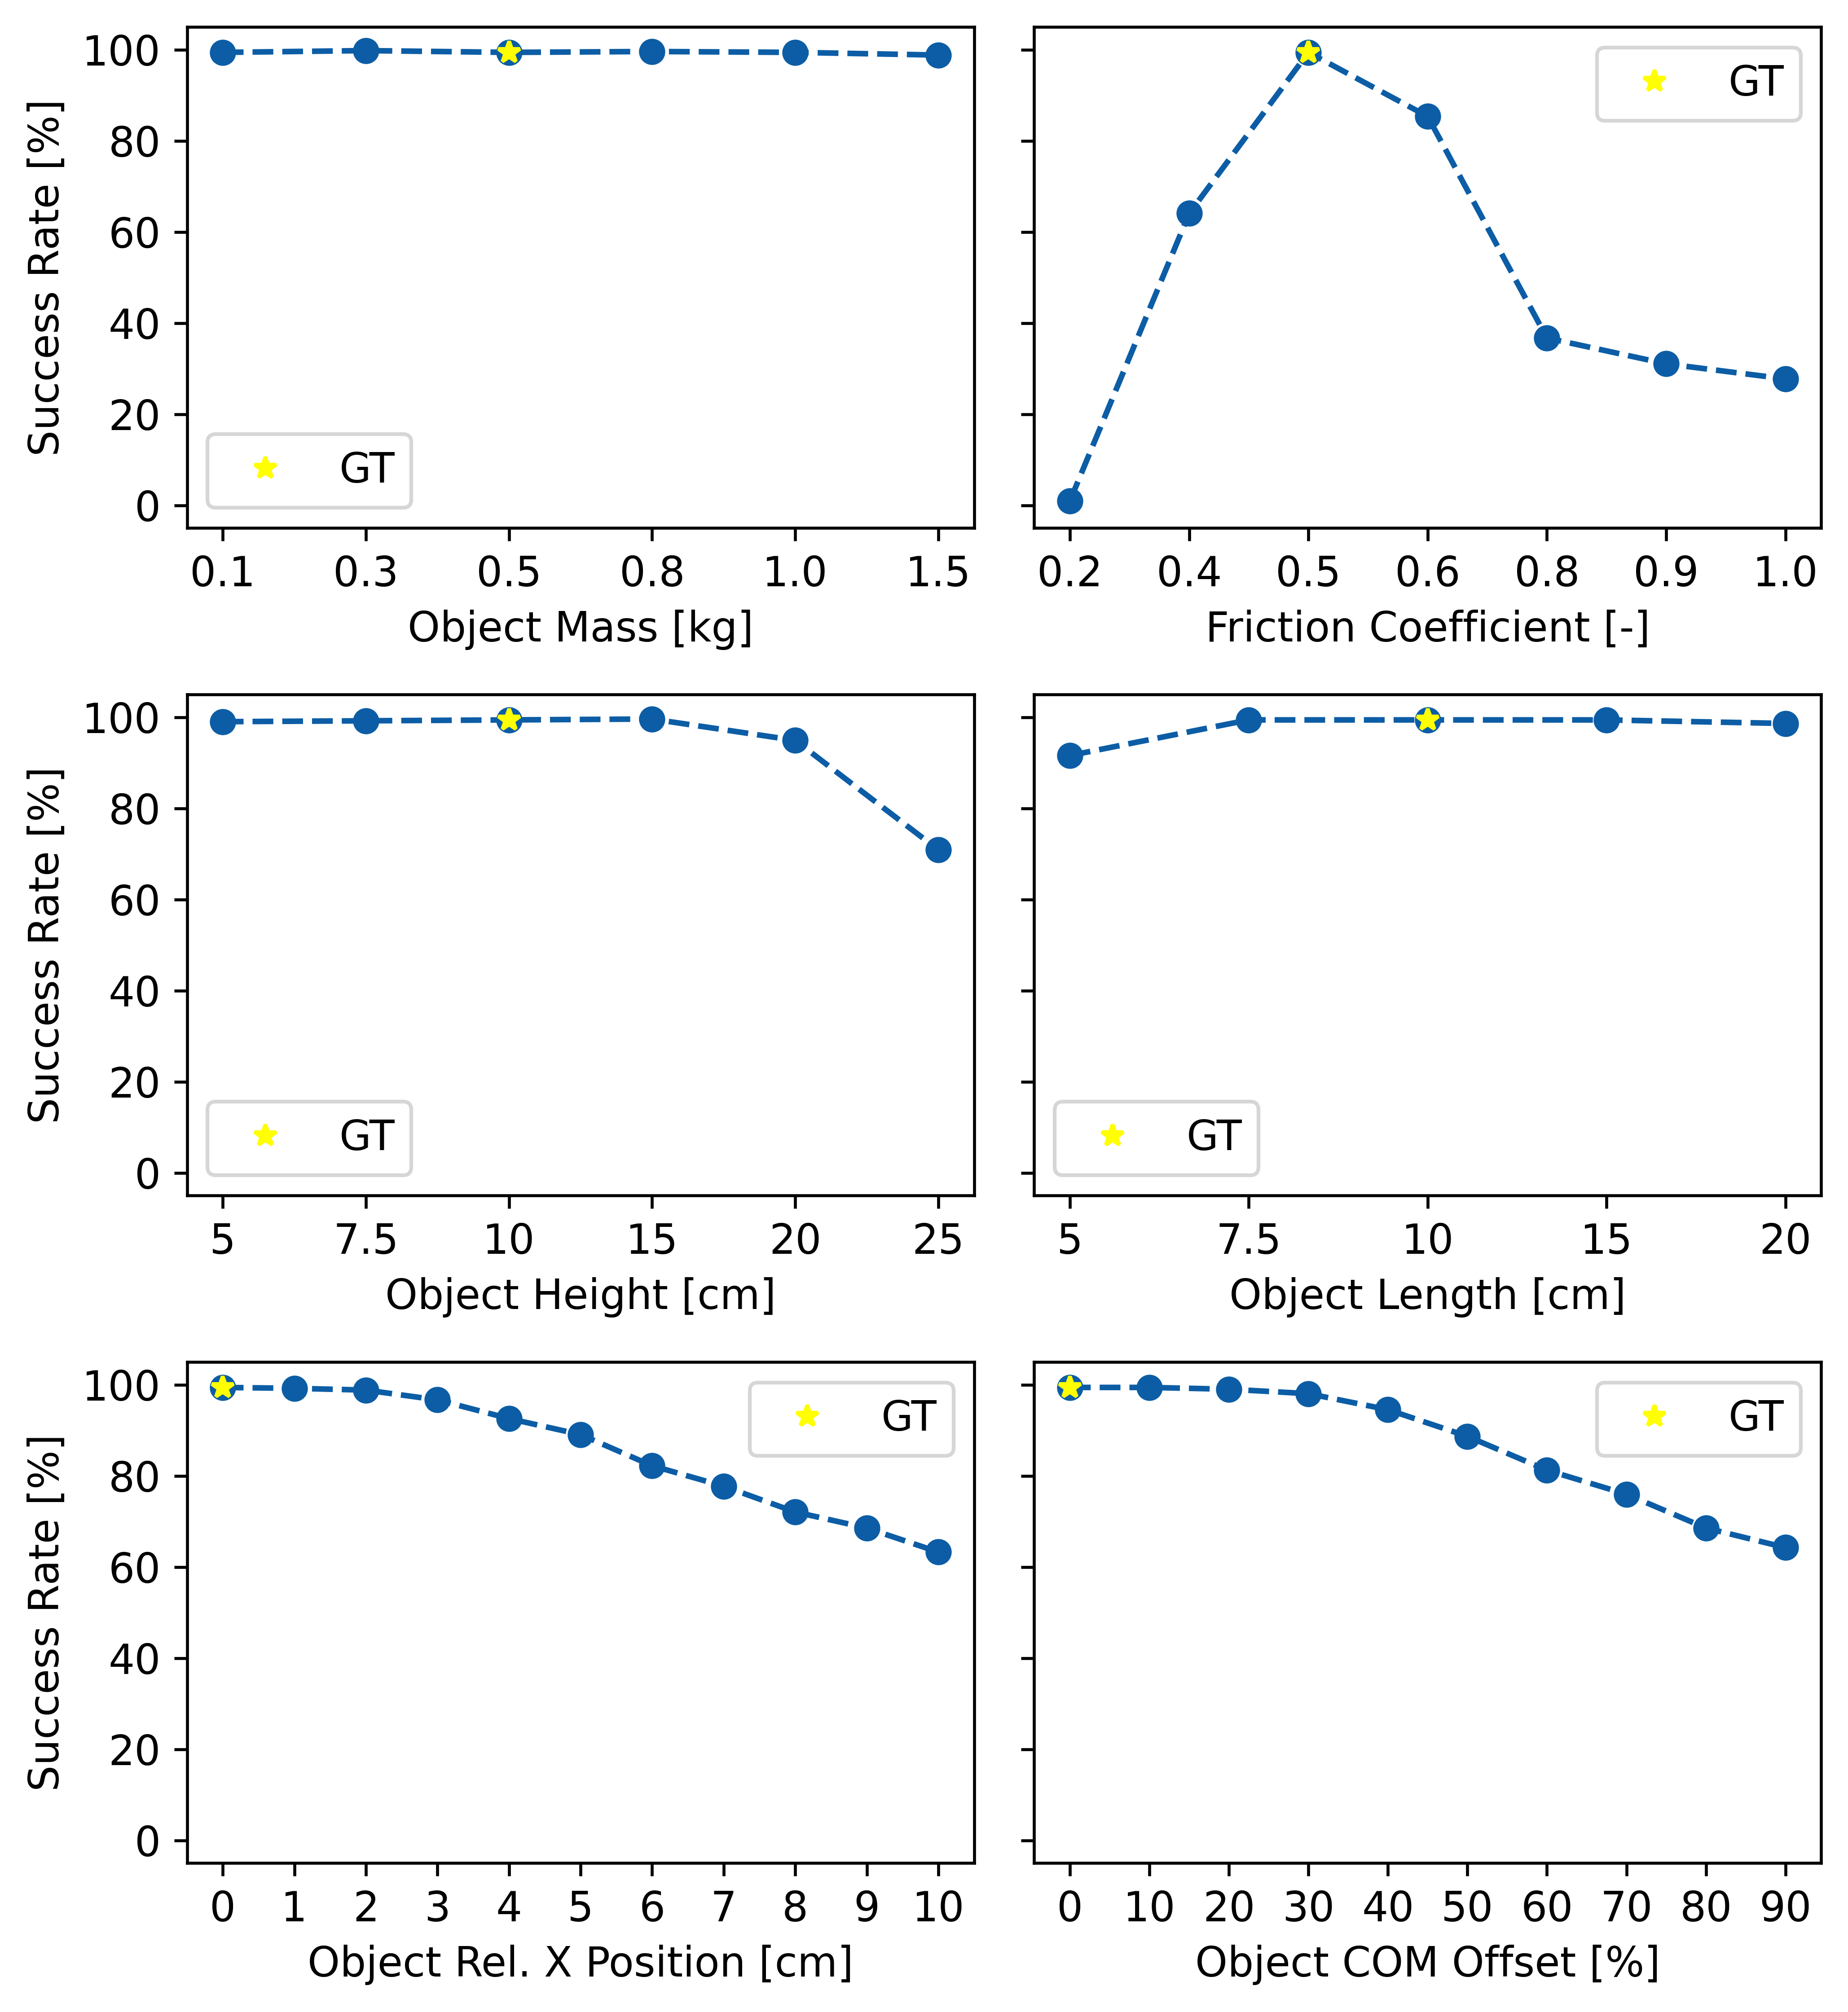 100
80
60
40
20
0
Success Rate [%]
GT
0.1 0.3 0.5 0.8 1.0 1.5
Object Mass [kg]
GT
0.2 0.4 0.5 0.6 0.8 0.9 1.0
Friction Coefficient [-]
100
80
60
40
20
0
Success Rate [%]
GT
5 7.5 10 15 20 25
Object Height [cm]
GT
5 7.5 10 15 20
Object Length [cm]
100
80
60
40
20
0
Success Rate [%]
GT
0 1 2 3 4 5 6 7 8 9 10
Object Rel. X Position [cm]
GT
0 10 20 30 40 50 60 70 80 90
Object COM Offset [%]